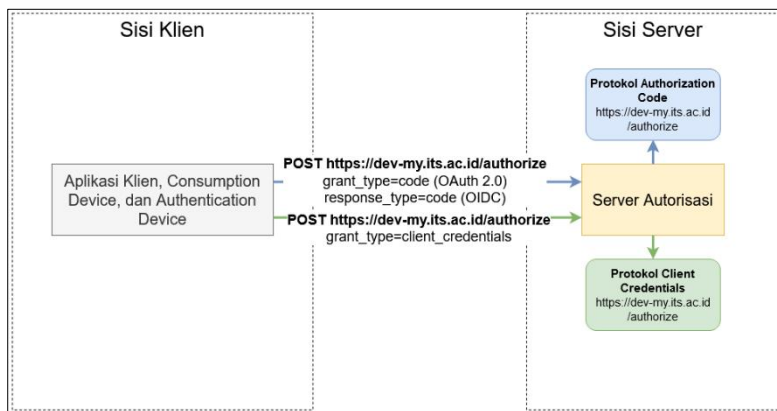 Sisi Klien
Sisi Server
Protokol Authorization
Code
https://dev-my.its.ac.id
/authorize
POST https://dev-my.its.ac.id/authorize
grant_type=code (OAuth 2.0)
response_type=code (OIDC)
Aplikasi Klien, Consumption
Device, dan Authentication
Device
Server Autorisasi
POST https://dev-my.its.ac.id/authorize
grant_type=client_credentials
Protokol Client
Credentials
https://dev-my.its.ac.id
/authorize